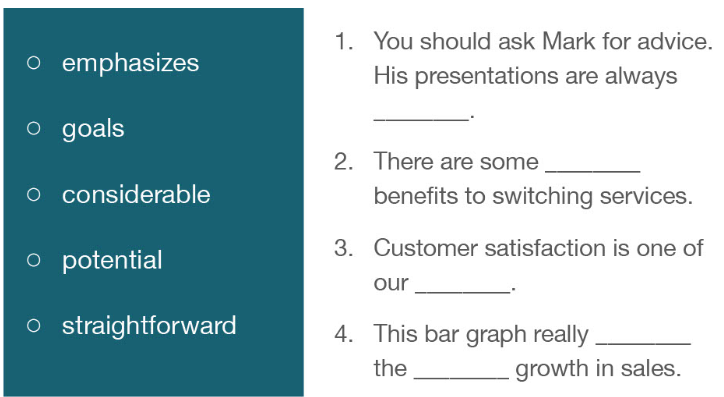 emphasizes
goals
considerable
potential
straightforward
1. You should ask Mark for advice.
His presentations are always
________.
2. There are some ________
benefits to switching services.
3. Customer satisfaction is one of
our ________.
4. This bar graph really ________
the ________ growth in sales.